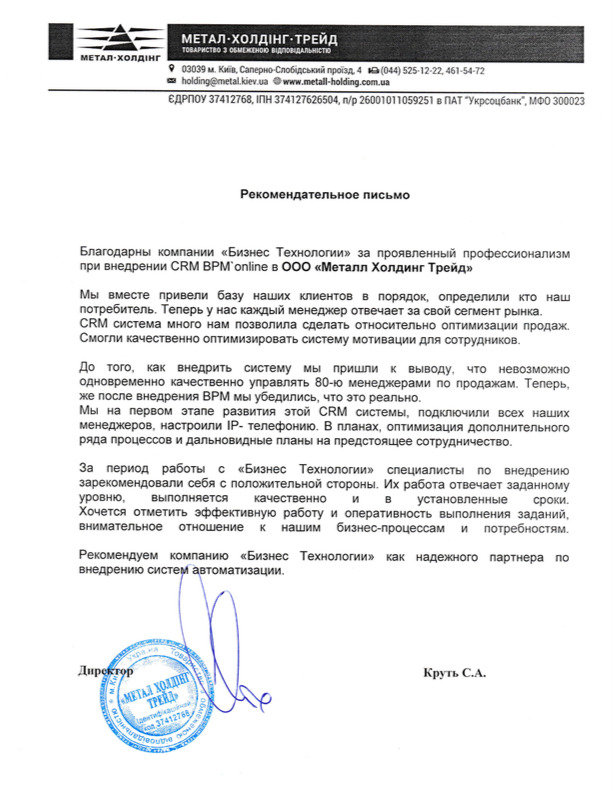 МЕТАЛ·ХОЛДІНГ
МЕТАЛ·ХОЛДІНГ·ТРЕЙД
ТОВАРИСТВО З ОБМЕЖЕНОЮ ВІДПОВІДАЛЬНІСТЮ
03039 м. Київ, Саперно-Слобідський проїзд, 4 (044) 525-12-22, 461-54-72
holding@metal.kiev.ua www.metall-holding.com.ua
ЄДРПОУ 37412768, ІПН 374127626504, п/р 26001011059251 в ПАТ "Укрсоцбанк", МФО 300023
Рекомендательное письмо
Благодарны компании «Бизнес Технологии» за проявленный профессионализм
при внедрении CRM BPM`online в ООО «Металл Холдинг Трейд»
Мы вместе привели базу наших клиентов в порядок, определили кто наш
потребитель. Теперь у нас каждый менеджер отвечает за свой сегмент рынка.
CRM система много нам позволила сделать относительно оптимизации продаж.
Смогли качественно оптимизировать систему мотивации для сотрудников.
До того, как внедрить систему мы пришли к выводу, что невозможно
одновременно качественно управлять 80-ю менеджерами по продажам. Теперь,
же после внедрения BPM мы убедились, что это реально.
Мы на первом этапе развития этой CRM системы, подключили всех наших
менеджеров, настроили IP- телефонию. В планах, оптимизация дополнительного
ряда процессов и дальновидные планы на предстоящее сотрудничество.
За период работы с «Бизнес Технологии» специалисты по внедрению
зарекомендовали себя с положительной стороны. Их работа отвечает заданному
уровню, выполняется качественно и в установленные сроки.
Хочется отметить эффективную работу и оперативность выполнения заданий,
внимательное отношение к нашим бизнес-процессам и потребностям.
Рекомендуем компанию «Бизнес Технологии» как надежного партнера по
внедрению систем автоматизации.
Директор Круть С.А.
Україна Товариство з обмеженою відповідальністю м.Київ
«МЕТАЛ ХОЛДІНГ
ТРЕЙД»
Ідентифікаційний
код 37412768